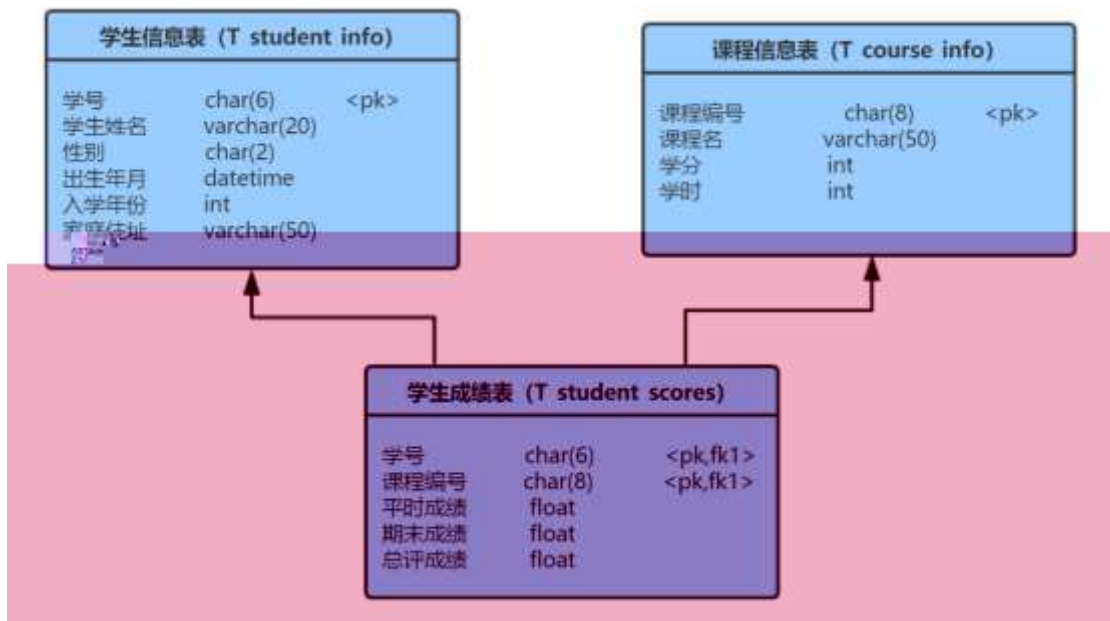 学生信息表 (T student info)
学号 char(6) <pk>
学生姓名 varchar(20)
性别 char(2)
出生年月 datetime
入学年份 int
家庭住址 varchar(50)
课程信息表 (T course info)
课程编号 char(8) <pk>
课程名 varchar(50)
学分 int
学时 int
学生成绩表 (T student scores)
学号 char(6) <pk,fk1>
课程编号 char(8) <pk,fk1>
平时成绩 float
期末成绩 float
总评成绩 float